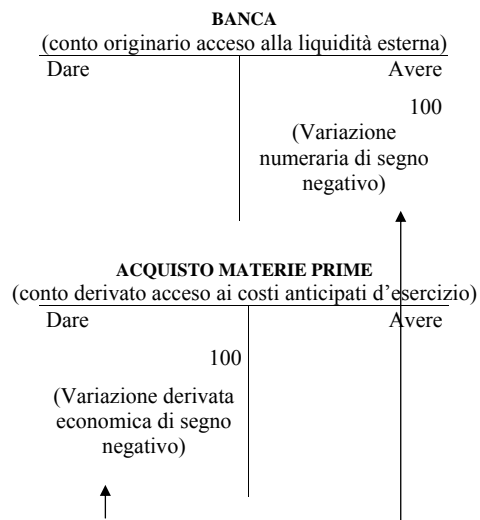 BANCA
(conto originario acceso alla liquidità esterna)
Dare Avere
100
(Variazione
numeraria di segno
negativo)
ACQUISTO MATERIE PRIME
(conto derivato acceso ai costi anticipati d'esercizio)
Dare Avere
100
(Variazione derivata
economica di segno
negativo)